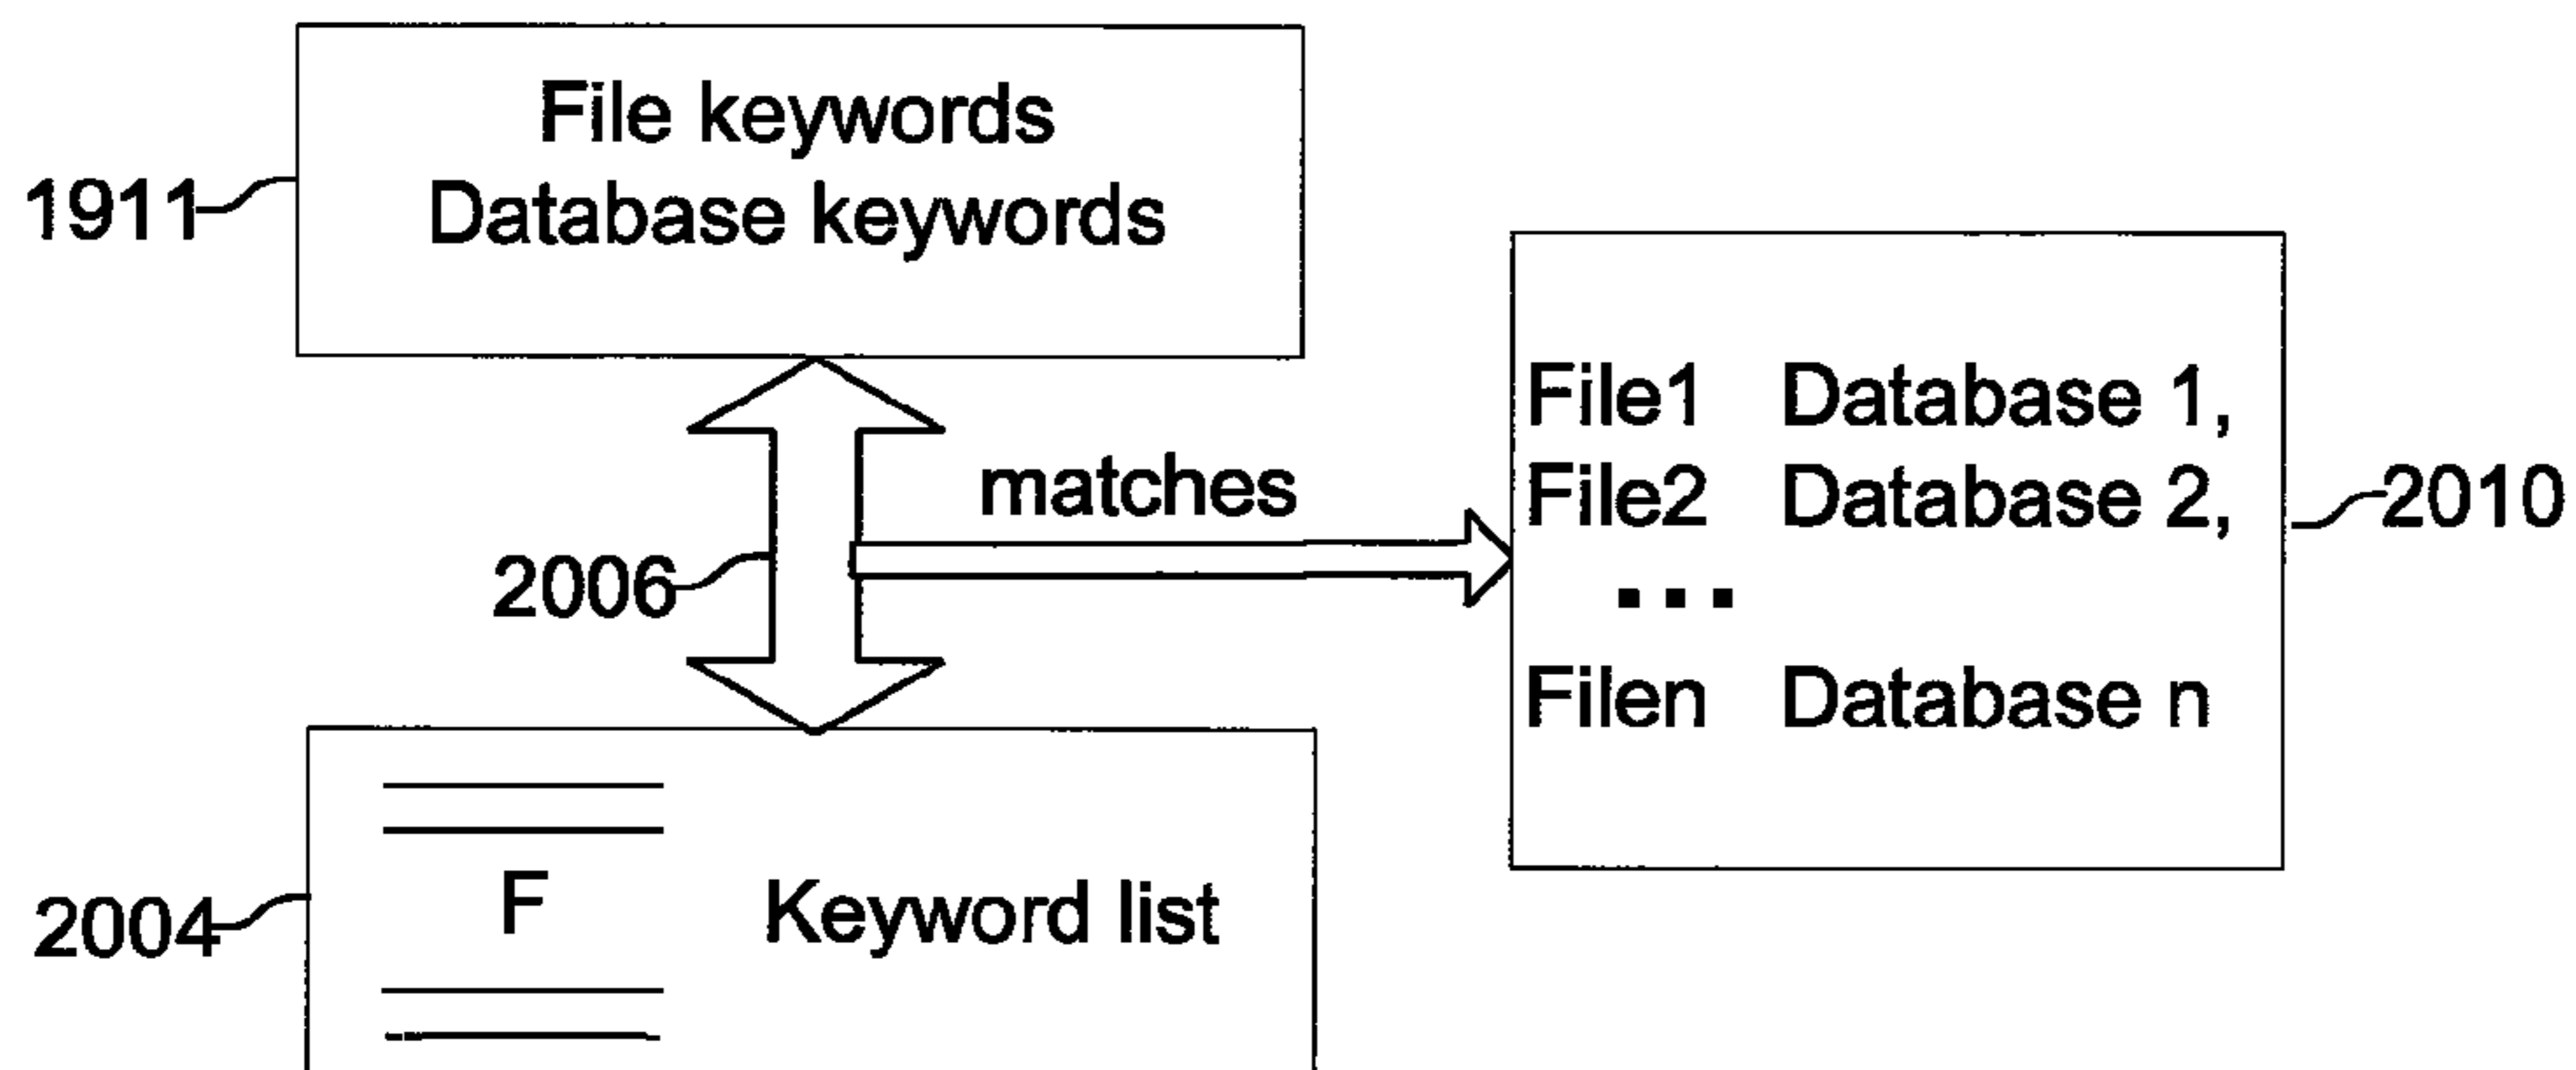 File keywords
Database keywords
1911
File1 Database 1,
File2 Database 2,
...
Filen Database n
2010
matches
2006
2004
F
Keyword list